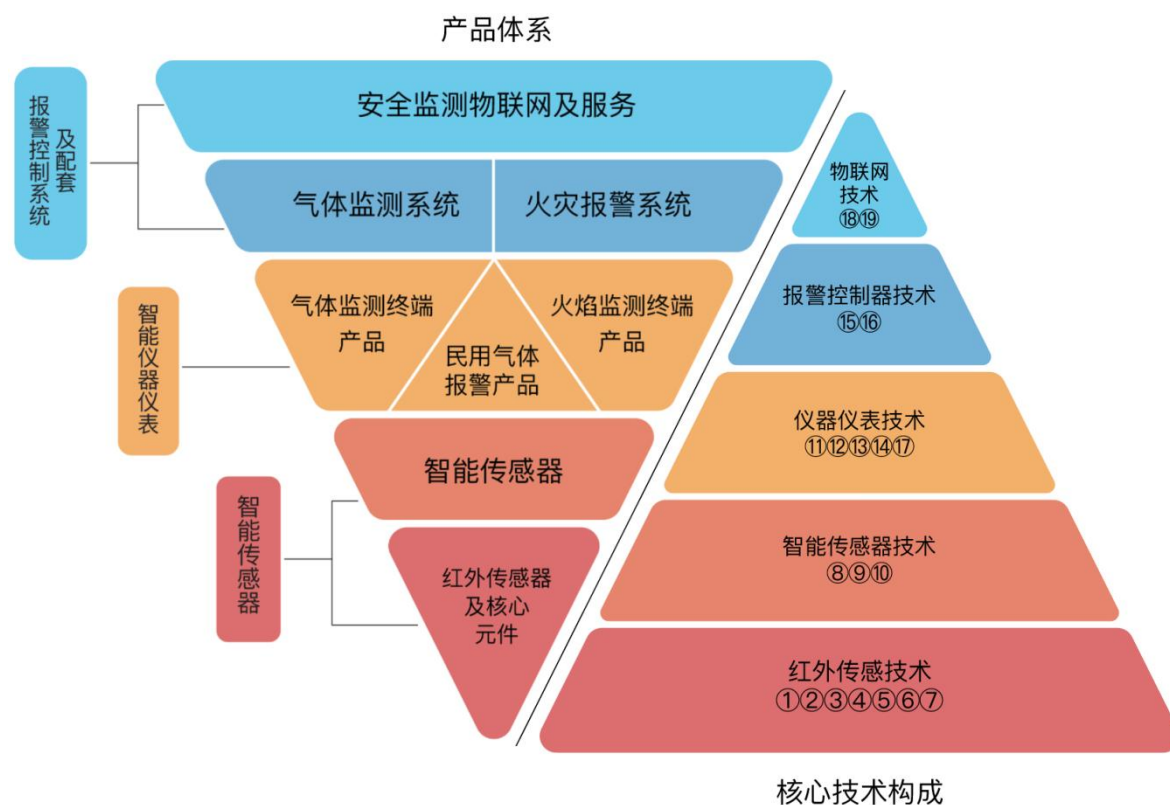 产品体系
报警控制系统
及配套
安全监测物联网及服务
气体监测系统
火灾报警系统
智能仪器仪表
气体监测终端
产品
民用气体
报警产品
火焰监测终端
产品
智能传感器
智能传感器
红外传感器
及核心
元件
物联网
技术
⑱⑲
报警控制器技术
⑮⑯
仪器仪表技术
⑪⑫⑬⑭⑰
智能传感器技术
⑧⑨⑩
红外传感技术
①②③④⑤⑥⑦
核心技术构成